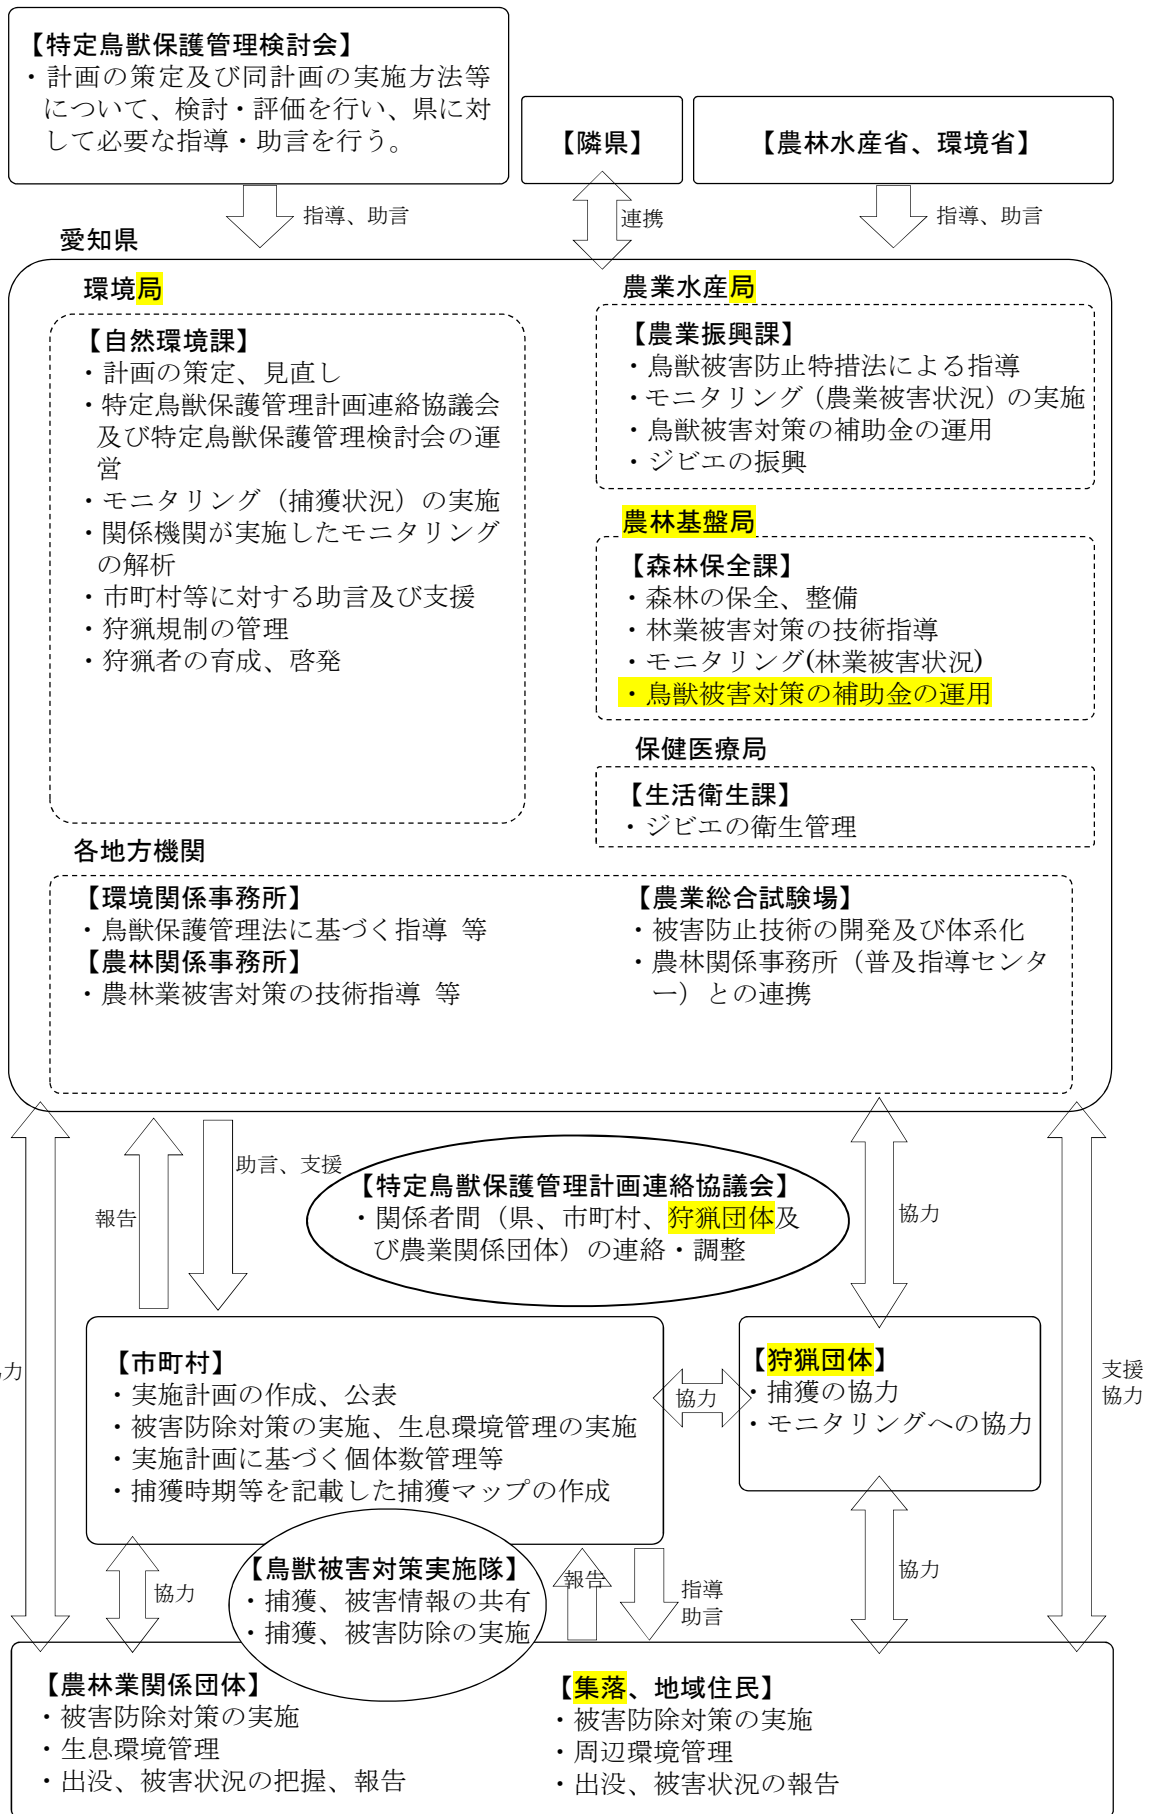 【特定鳥獣保護管理検討会】
・計画の策定及び同計画の実施方法等
について、検討・評価を行い、県に対
して必要な指導・助言を行う。
【隣県】
【農林水産省、環境省】
指導、助言
連携
指導、助言
愛知県
環境局
【自然環境課】
・計画の策定、見直し
・特定鳥獣保護管理計画連絡協議会
及び特定鳥獣保護管理検討会の運
営
・モニタリング（捕獲状況）の実施
・関係機関が実施したモニタリング
の解析
・市町村等に対する助言及び支援
・狩猟規制の管理
・狩猟者の育成、啓発
農業水産局
【農業振興課】
・鳥獣被害防止特措法による指導
・モニタリング（農業被害状況）の実施
・鳥獣被害対策の補助金の運用
・ジビエの振興
農林基盤局
【森林保全課】
・森林の保全、整備
・林業被害対策の技術指導
・モニタリング(林業被害状況)
・鳥獣被害対策の補助金の運用
保健医療局
【生活衛生課】
・ジビエの衛生管理
各地方機関
【環境関係事務所】
・鳥獣保護管理法に基づく指導 等
【農林関係事務所】
・農林業被害対策の技術指導 等
【農業総合試験場】
・被害防止技術の開発及び体系化
・農林関係事務所（普及指導センタ
ー）との連携
報告
助言、支援
【特定鳥獣保護管理計画連絡協議会】
・関係者間（県、市町村、狩猟団体及
び農業関係団体）の連絡・調整
協力
力
【市町村】
・実施計画の作成、公表
・被害防除対策の実施、生息環境管理の実施
・実施計画に基づく個体数管理等
・捕獲時期等を記載した捕獲マップの作成
協力
【狩猟団体】
・捕獲の協力
・モニタリングへの協力
支援
協力
協力
【鳥獣被害対策実施隊】
・捕獲、被害情報の共有
・捕獲、被害防除の実施
報告
指導
助言
協力
【農林業関係団体】
・被害防除対策の実施
・生息環境管理
・出没、被害状況の把握、報告
【集落、地域住民】
・被害防除対策の実施
・周辺環境管理
・出没、被害状況の報告